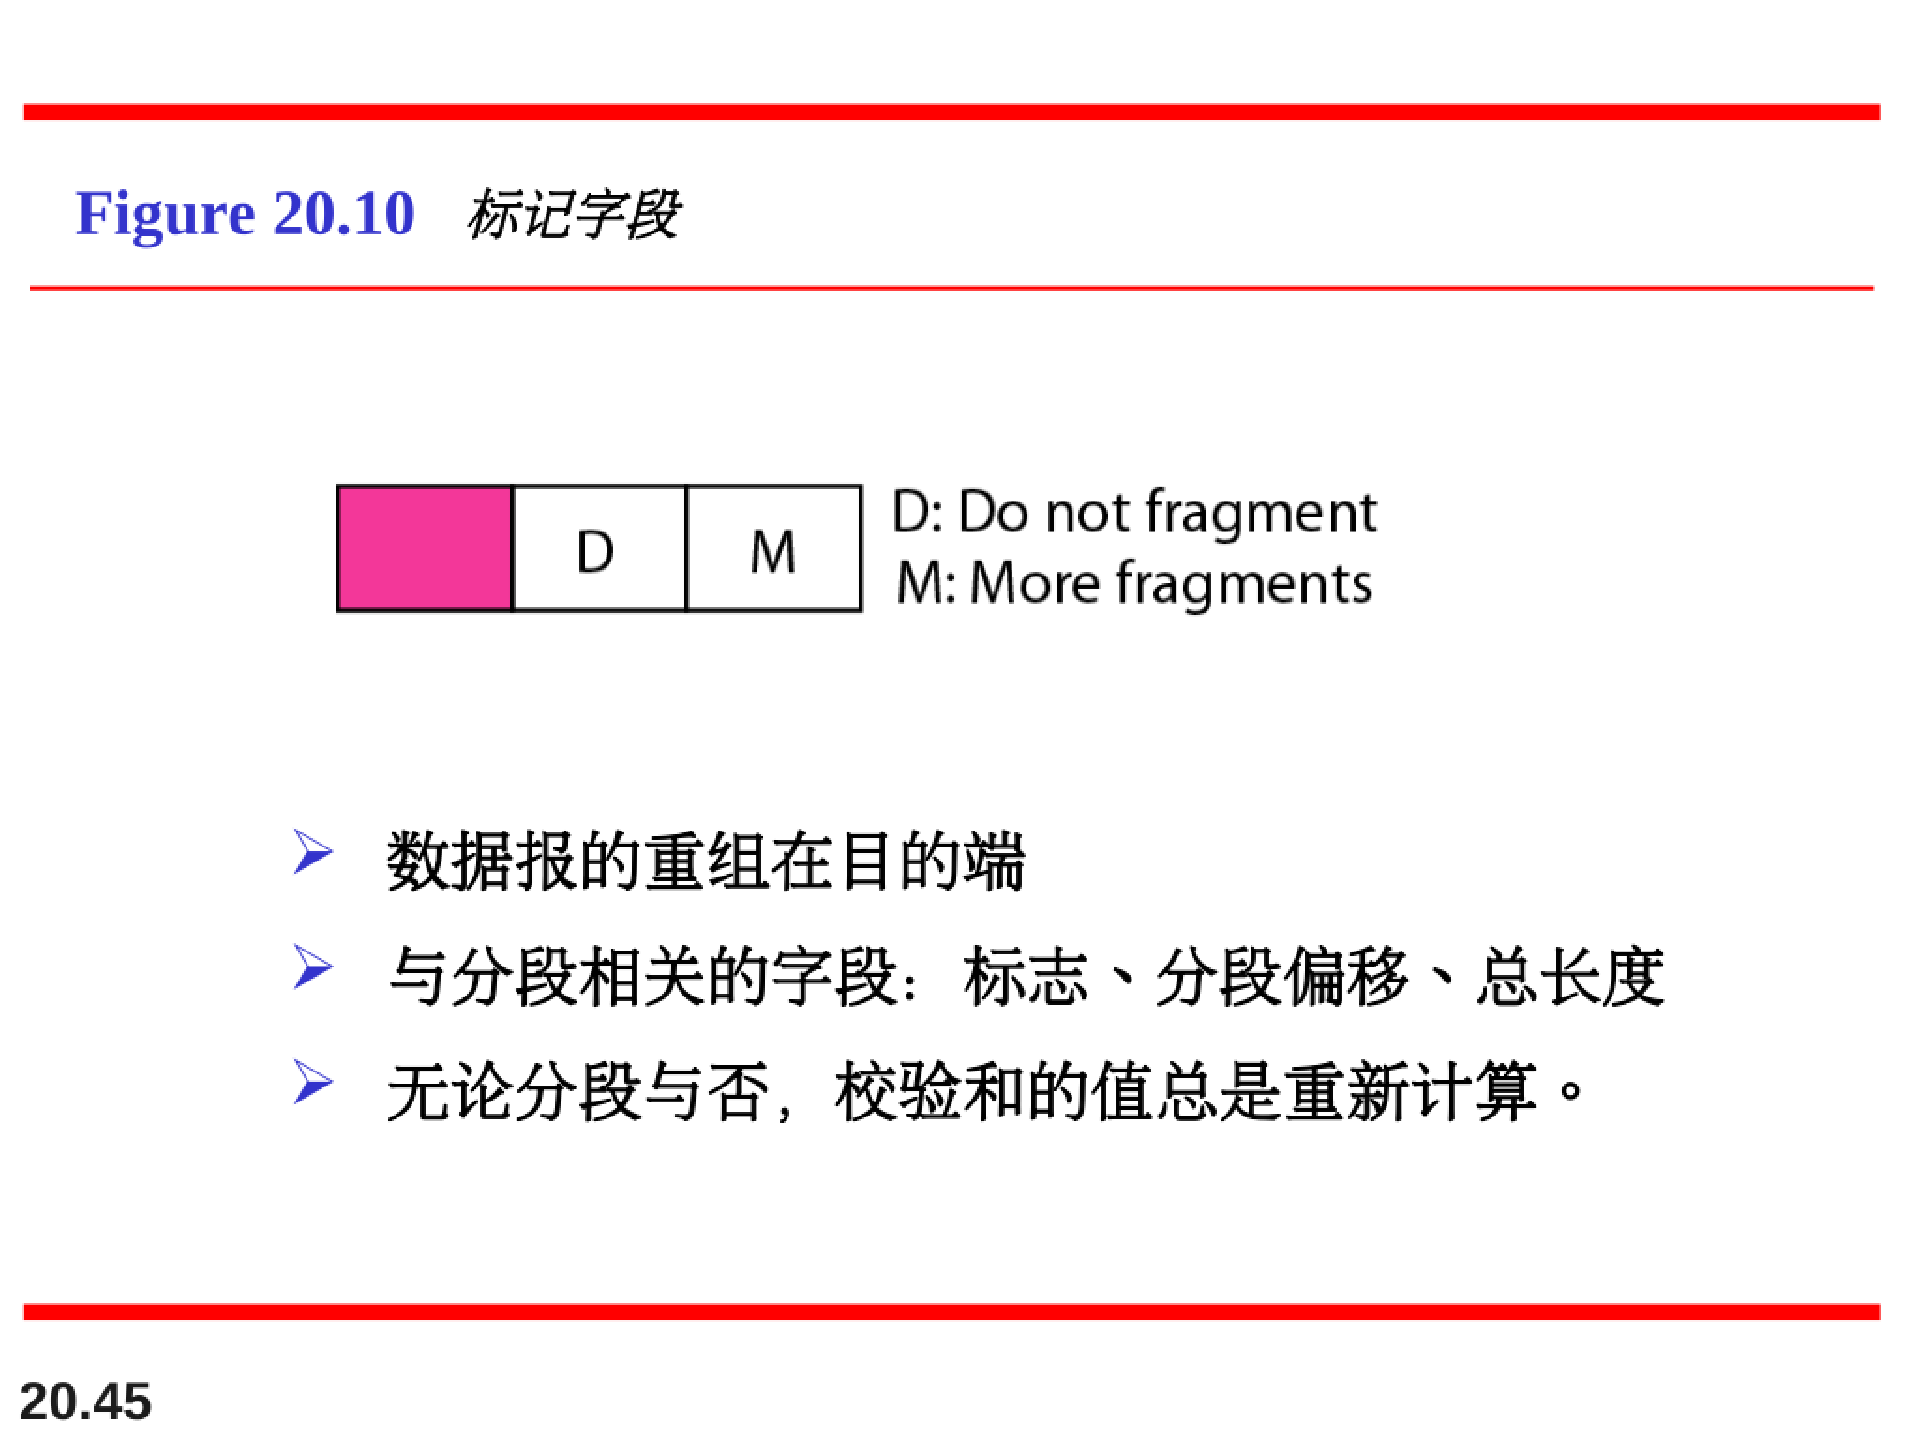 Figure 20.10 标记字段
D M
D: Do not fragment
M: More fragments
数据报的重组在目的端
与分段相关的字段：标志、分段偏移、总长度
无论分段与否，校验和的值总是重新计算。
20.45